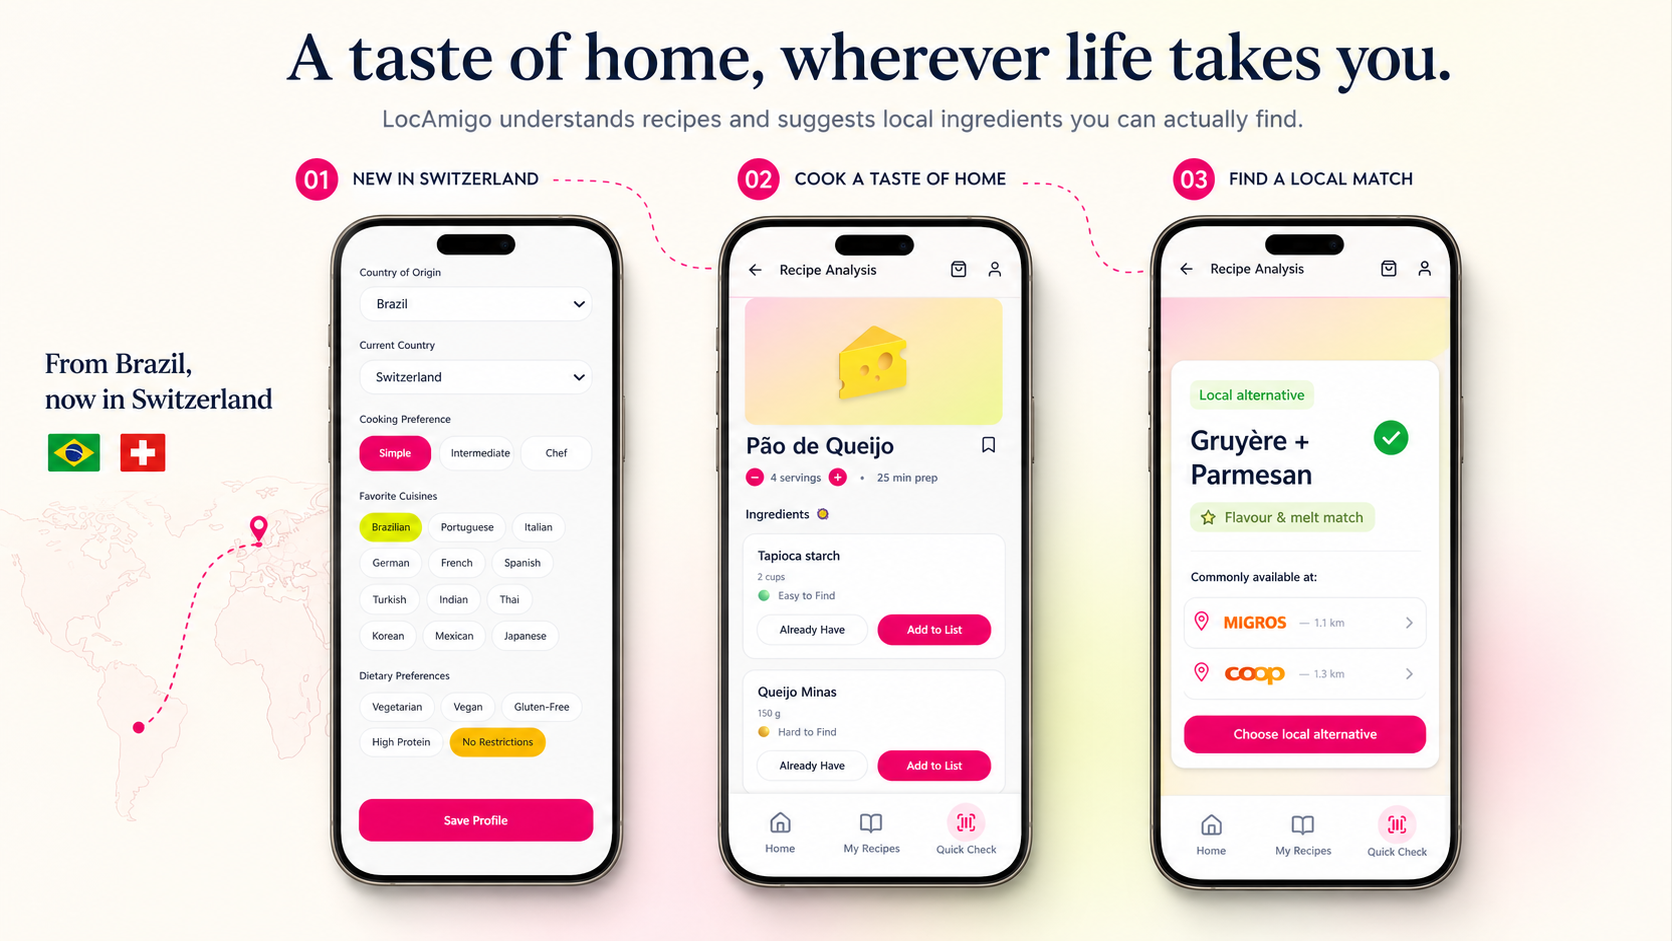 A taste of home, wherever life takes you.
LocAmigo understands recipes and suggests local ingredients you can actually find.
01 NEW IN SWITZERLAND
02 COOK A TASTE OF HOME
03 FIND A LOCAL MATCH
From Brazil,
now in Switzerland
Country of Origin
Brazil
Current Country
Switzerland
Cooking Preference
Simple Intermediate Chef
Favorite Cuisines
Brazilian Portuguese Italian
German French Spanish
Turkish Indian Thai
Korean Mexican Japanese
Dietary Preferences
Vegetarian Vegan Gluten-Free
High Protein No Restrictions
Save Profile
Recipe Analysis
Pão de Queijo
4 servings • 25 min prep
Ingredients
Tapioca starch
2 cups
Easy to Find
Already Have Add to List
Queijo Minas
150 g
Hard to Find
Already Have Add to List
Home My Recipes Quick Check
Recipe Analysis
Local alternative
Gruyère +
Parmesan
Flavour & melt match
Commonly available at:
MIGROS — 1.1 km
coop — 1.3 km
Choose local alternative
Home My Recipes Quick Check